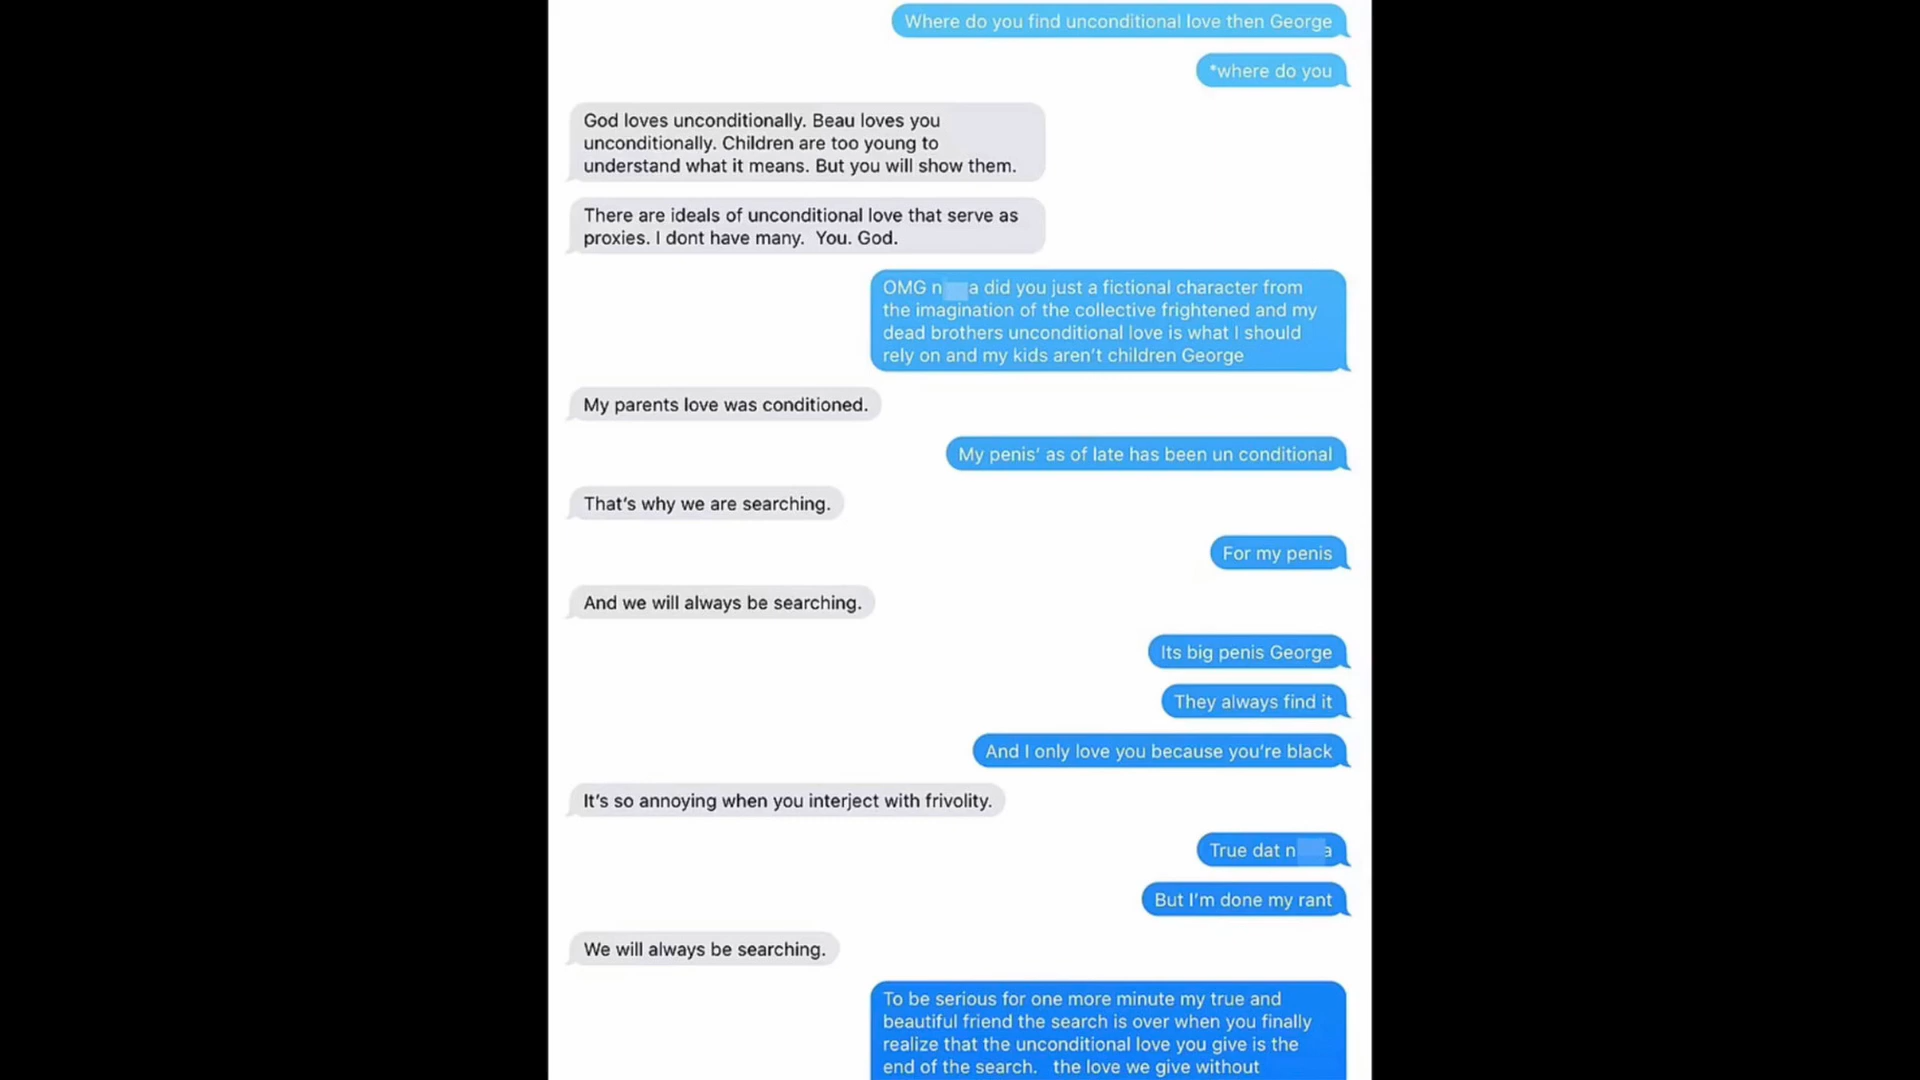 Where do you find unconditional love then George
*where do you
God loves unconditionally. Beau loves you
unconditionally. Children are too young to
understand what it means. But you will show them.
There are ideals of unconditional love that serve as
proxies. I dont have many.  You. God.
OMG n a did you just a fictional character from
the imagination of the collective frightened and my
dead brothers unconditional love is what I should
rely on and my kids aren't children George
My parents love was conditioned.
My penis' as of late has been un conditional
That's why we are searching.
For my penis
And we will always be searching.
Its big penis George
They always find it
And I only love you because you're black
It's so annoying when you interject with frivolity.
True dat n a
But I'm done my rant
We will always be searching.
To be serious for one more minute my true and
beautiful friend the search is over when you finally
realize that the unconditional love you give is the
end of the search.   the love we give without